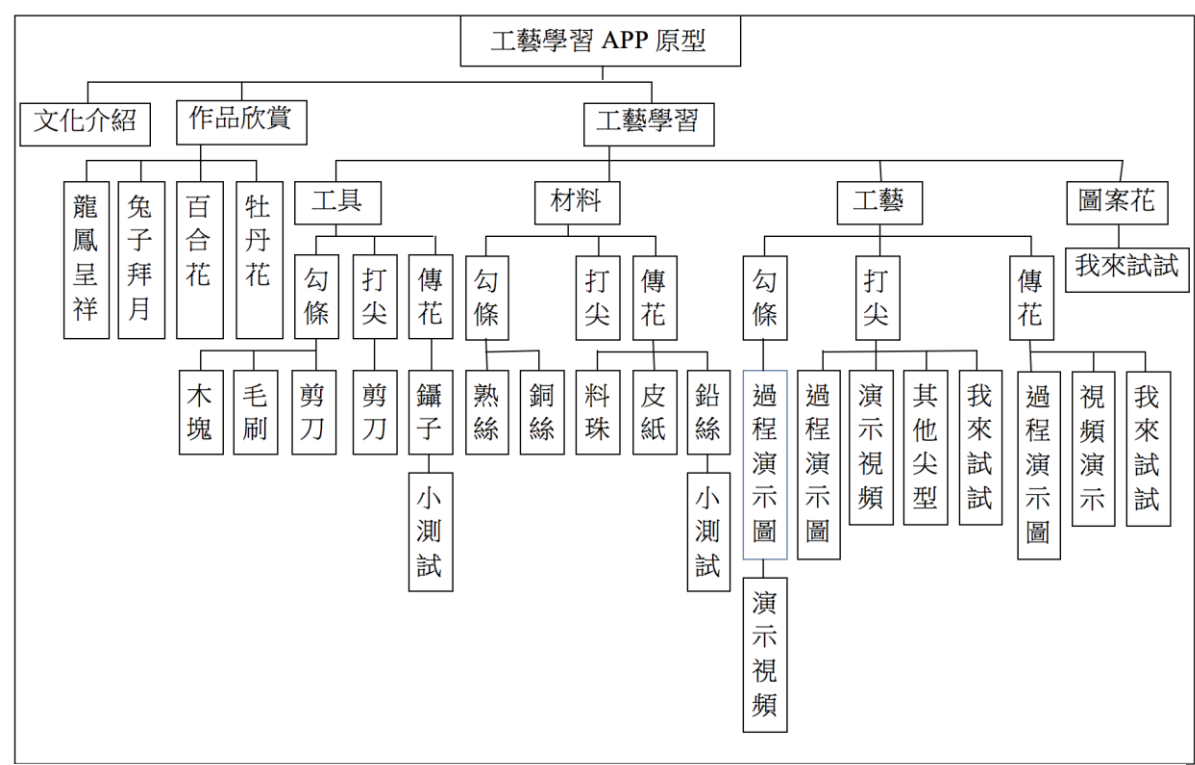 工藝學習 APP 原型
文化介紹
作品欣賞
工藝學習
龍鳳呈祥
兔子拜月
百合花
牡丹花
工具
材料
工藝
圖案花
勾條
打尖
傳花
勾條
打尖
傳花
勾條
打尖
傳花
我來試試
木塊
毛刷
剪刀
剪刀
鑷子
熟絲
銅絲
料珠
皮紙
鉛絲
過程演示圖
過程演示圖
演示視頻
其他尖型
我來試試
過程演示圖
視頻演示
我來試試
小測試
小測試
演示視頻